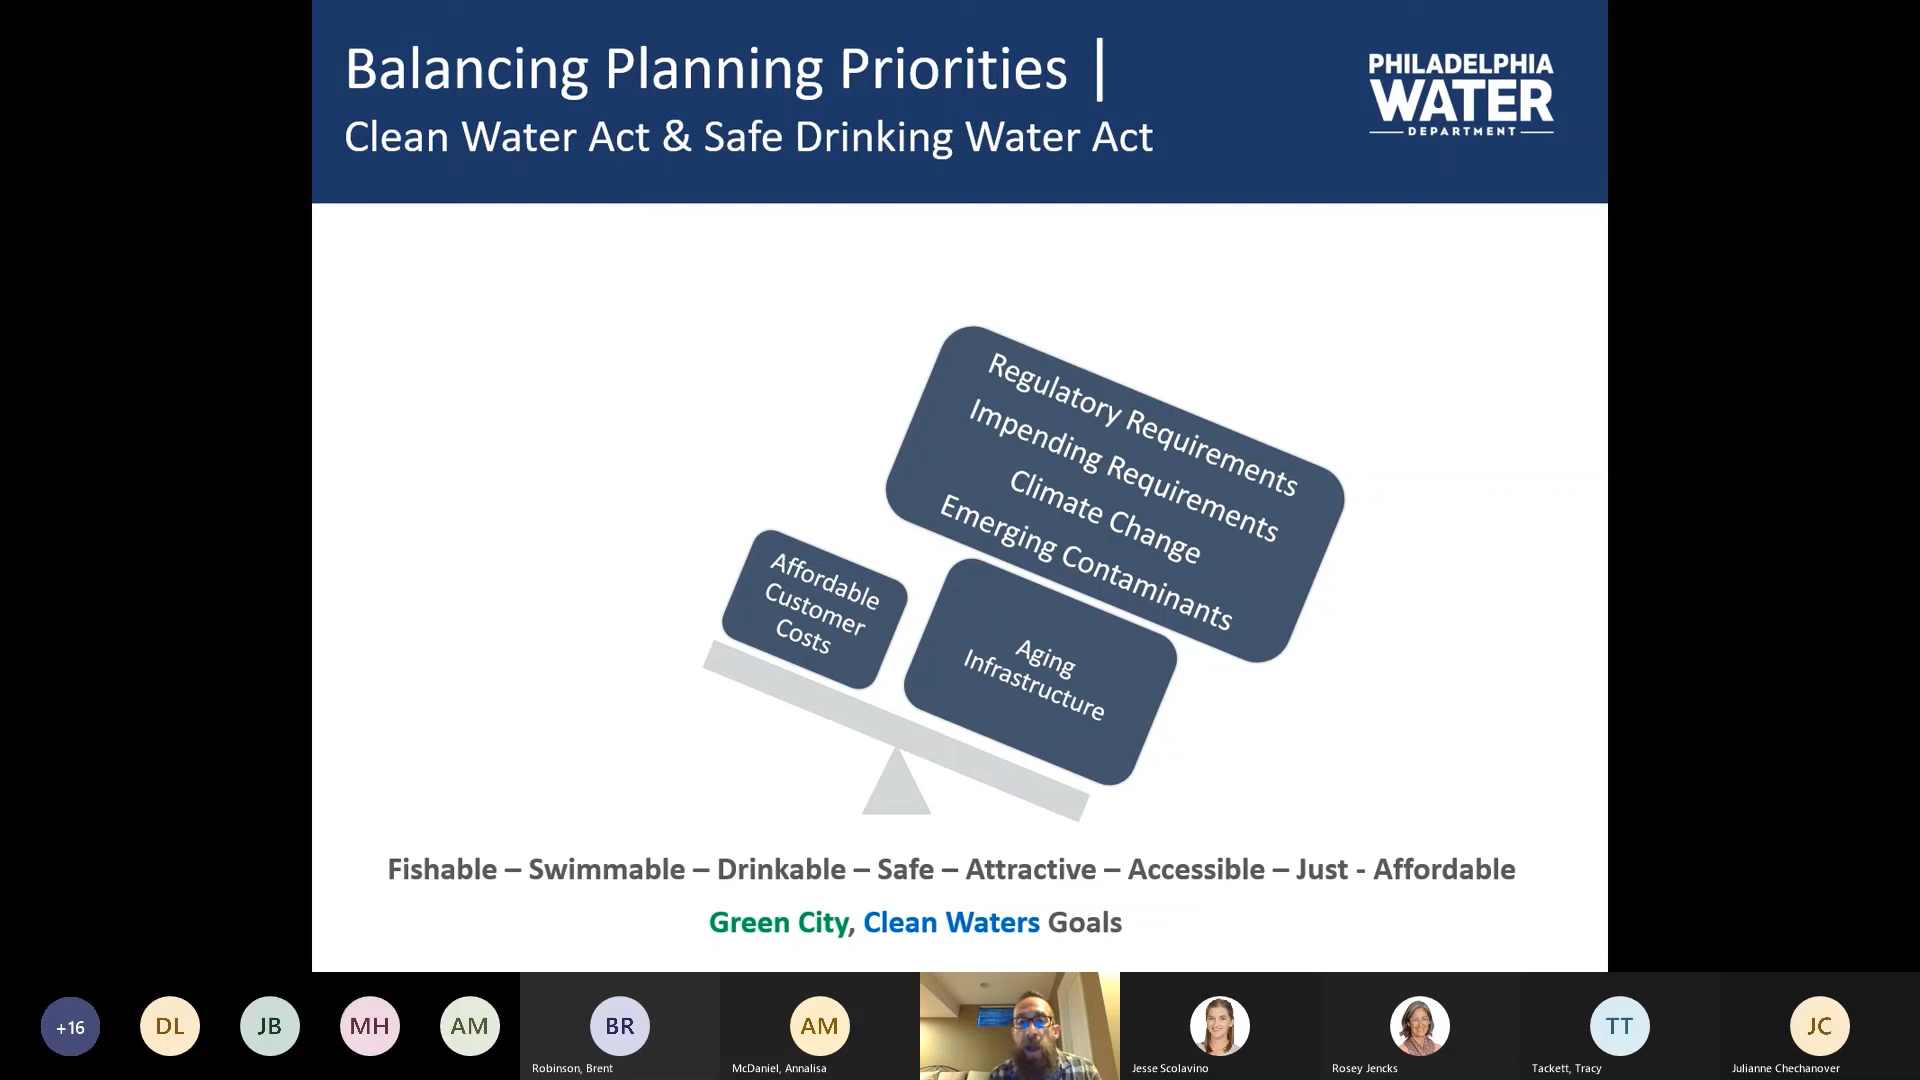 Balancing Planning Priorities |
Clean Water Act & Safe Drinking Water Act
PHILADELPHIA
WATER
DEPARTMENT
Regulatory Requirements
Impending Requirements
Climate Change
Emerging Contaminants
Affordable
Customer
Costs
Aging
Infrastructure
Fishable – Swimmable – Drinkable – Safe – Attractive – Accessible – Just - Affordable
Green City, Clean Waters Goals
+16
DL
JB
MH
AM
BR
Robinson, Brent
AM
McDaniel, Annalisa
Jesse Scolavino
Rosey Jencks
TT
Tackett, Tracy
JC
Julianne Chechanover